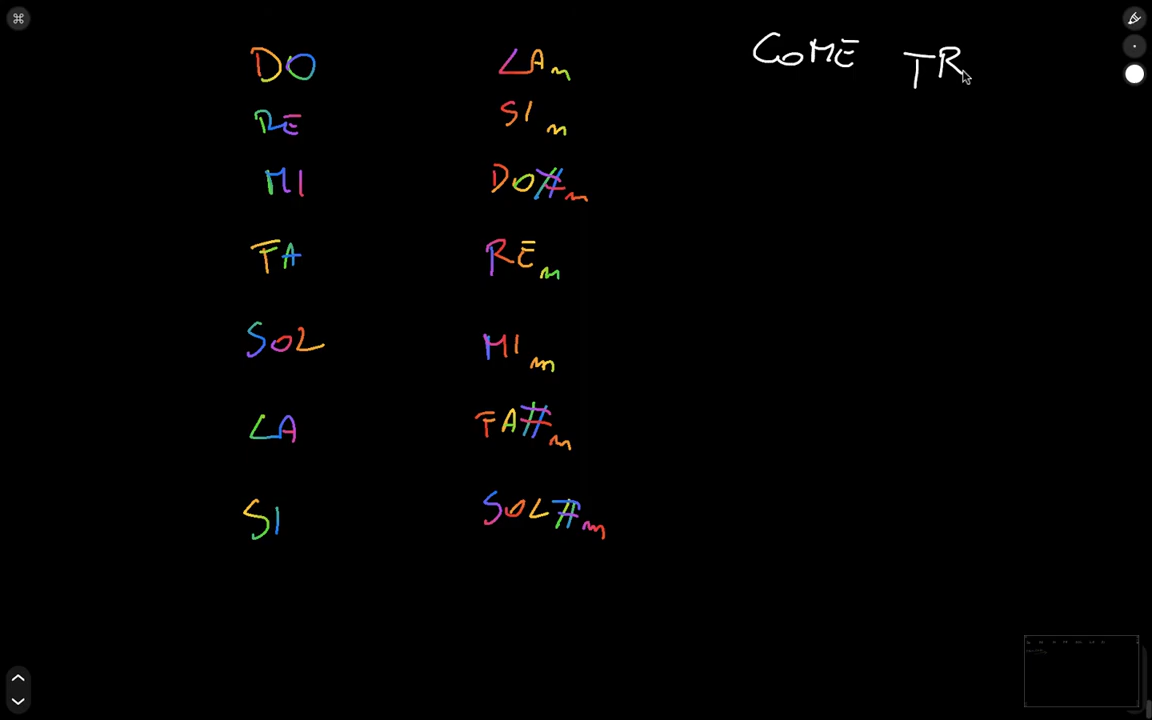 DO LAm
RE SIm
MI DO#m
FA REm
SOL MIm
LA FA#m
SI SOL#m
COME TR